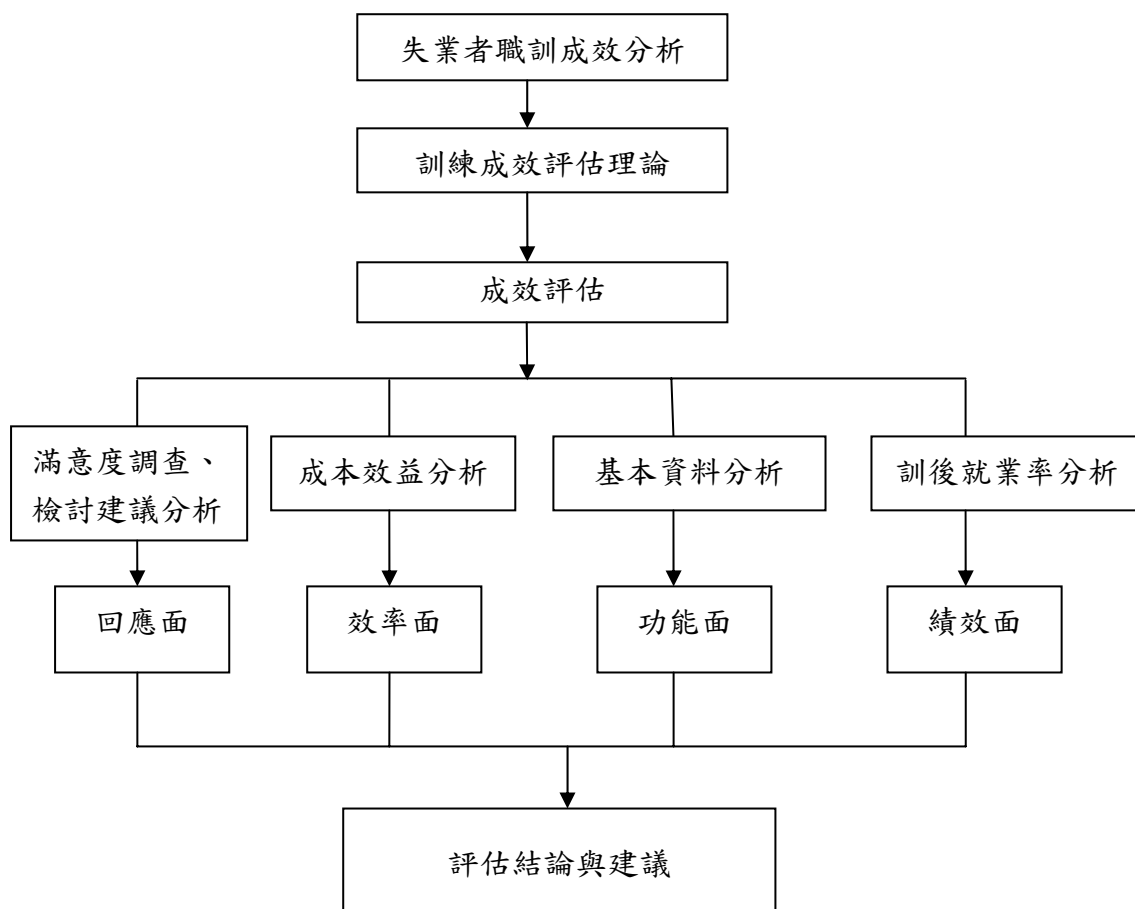 失業者職訓成效分析
訓練成效評估理論
成效評估
滿意度調查、
檢討建議分析
成本效益分析
基本資料分析
訓後就業率分析
回應面
效率面
功能面
績效面
評估結論與建議